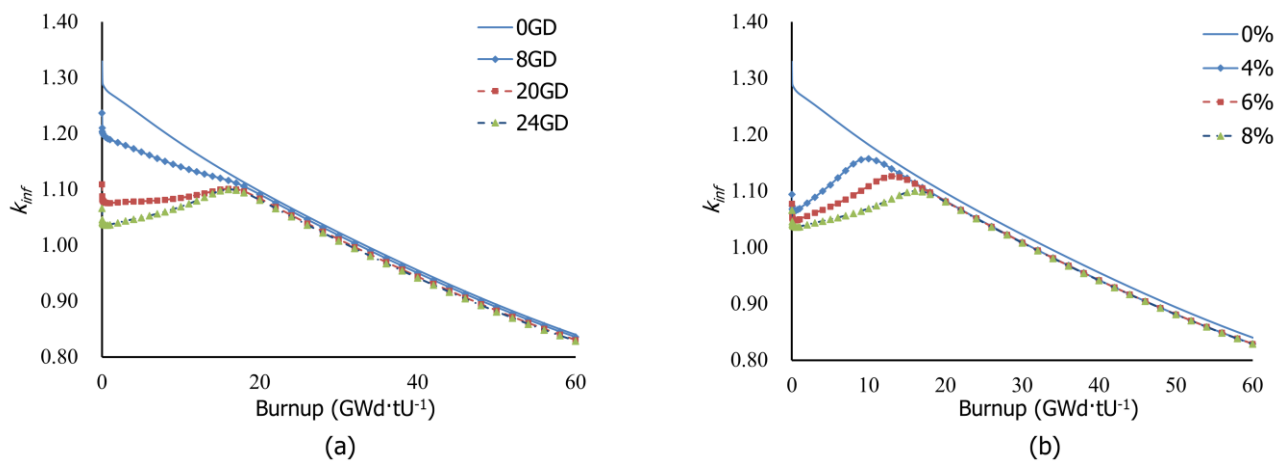 1.40
1.30
1.20
1.10
1.00
0.90
0.80
k_inf
0 20 40 60
Burnup (GWd·tU⁻¹)
0GD
8GD
20GD
24GD
(a)
1.40
1.30
1.20
1.10
1.00
0.90
0.80
k_inf
0 10 20 30 40 50 60
Burnup (GWd·tU⁻¹)
0%
4%
6%
8%
(b)